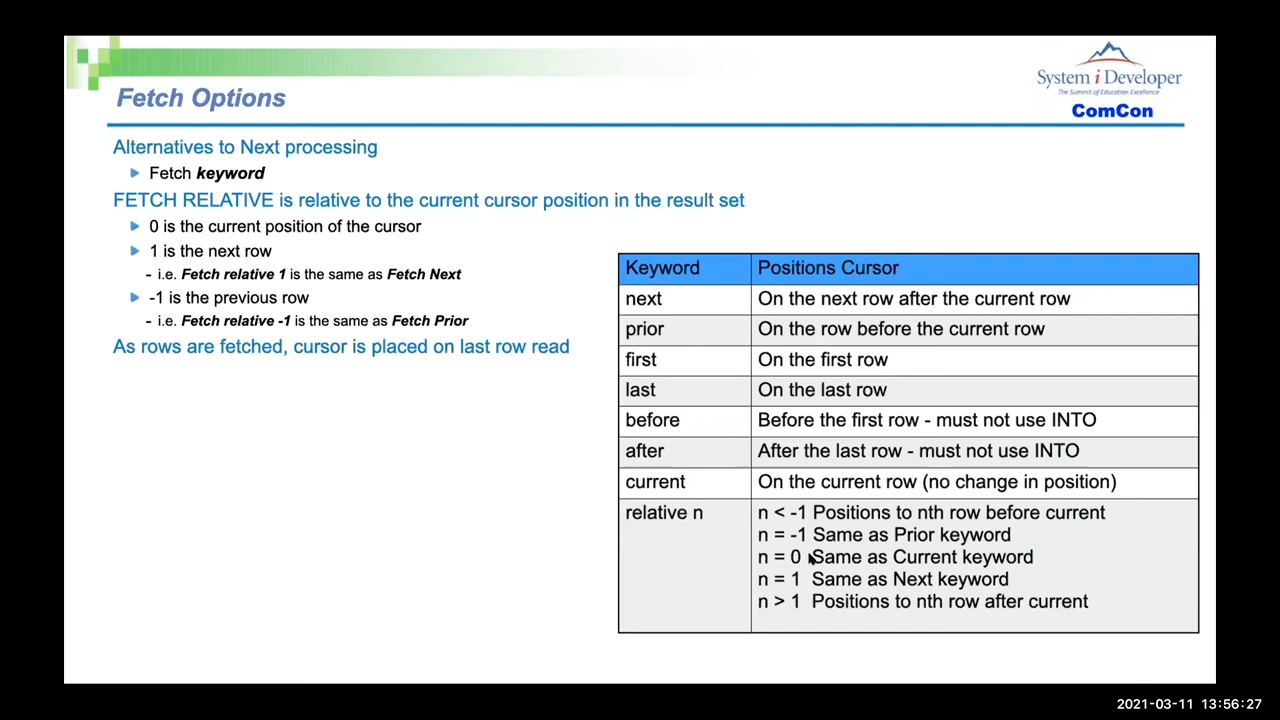 System i Developer
The Summit of Education Excellence
ComCon
Fetch Options
Alternatives to Next processing
Fetch keyword
FETCH RELATIVE is relative to the current cursor position in the result set
0 is the current position of the cursor
1 is the next row
- i.e. Fetch relative 1 is the same as Fetch Next
-1 is the previous row
- i.e. Fetch relative -1 is the same as Fetch Prior
As rows are fetched, cursor is placed on last row read
Keyword Positions Cursor
next On the next row after the current row
prior On the row before the current row
first On the first row
last On the last row
before Before the first row - must not use INTO
after After the last row - must not use INTO
current On the current row (no change in position)
relative n n < -1 Positions to nth row before current
n = -1 Same as Prior keyword
n = 0 Same as Current keyword
n = 1 Same as Next keyword
n > 1 Positions to nth row after current
2021-03-11 13:56:27